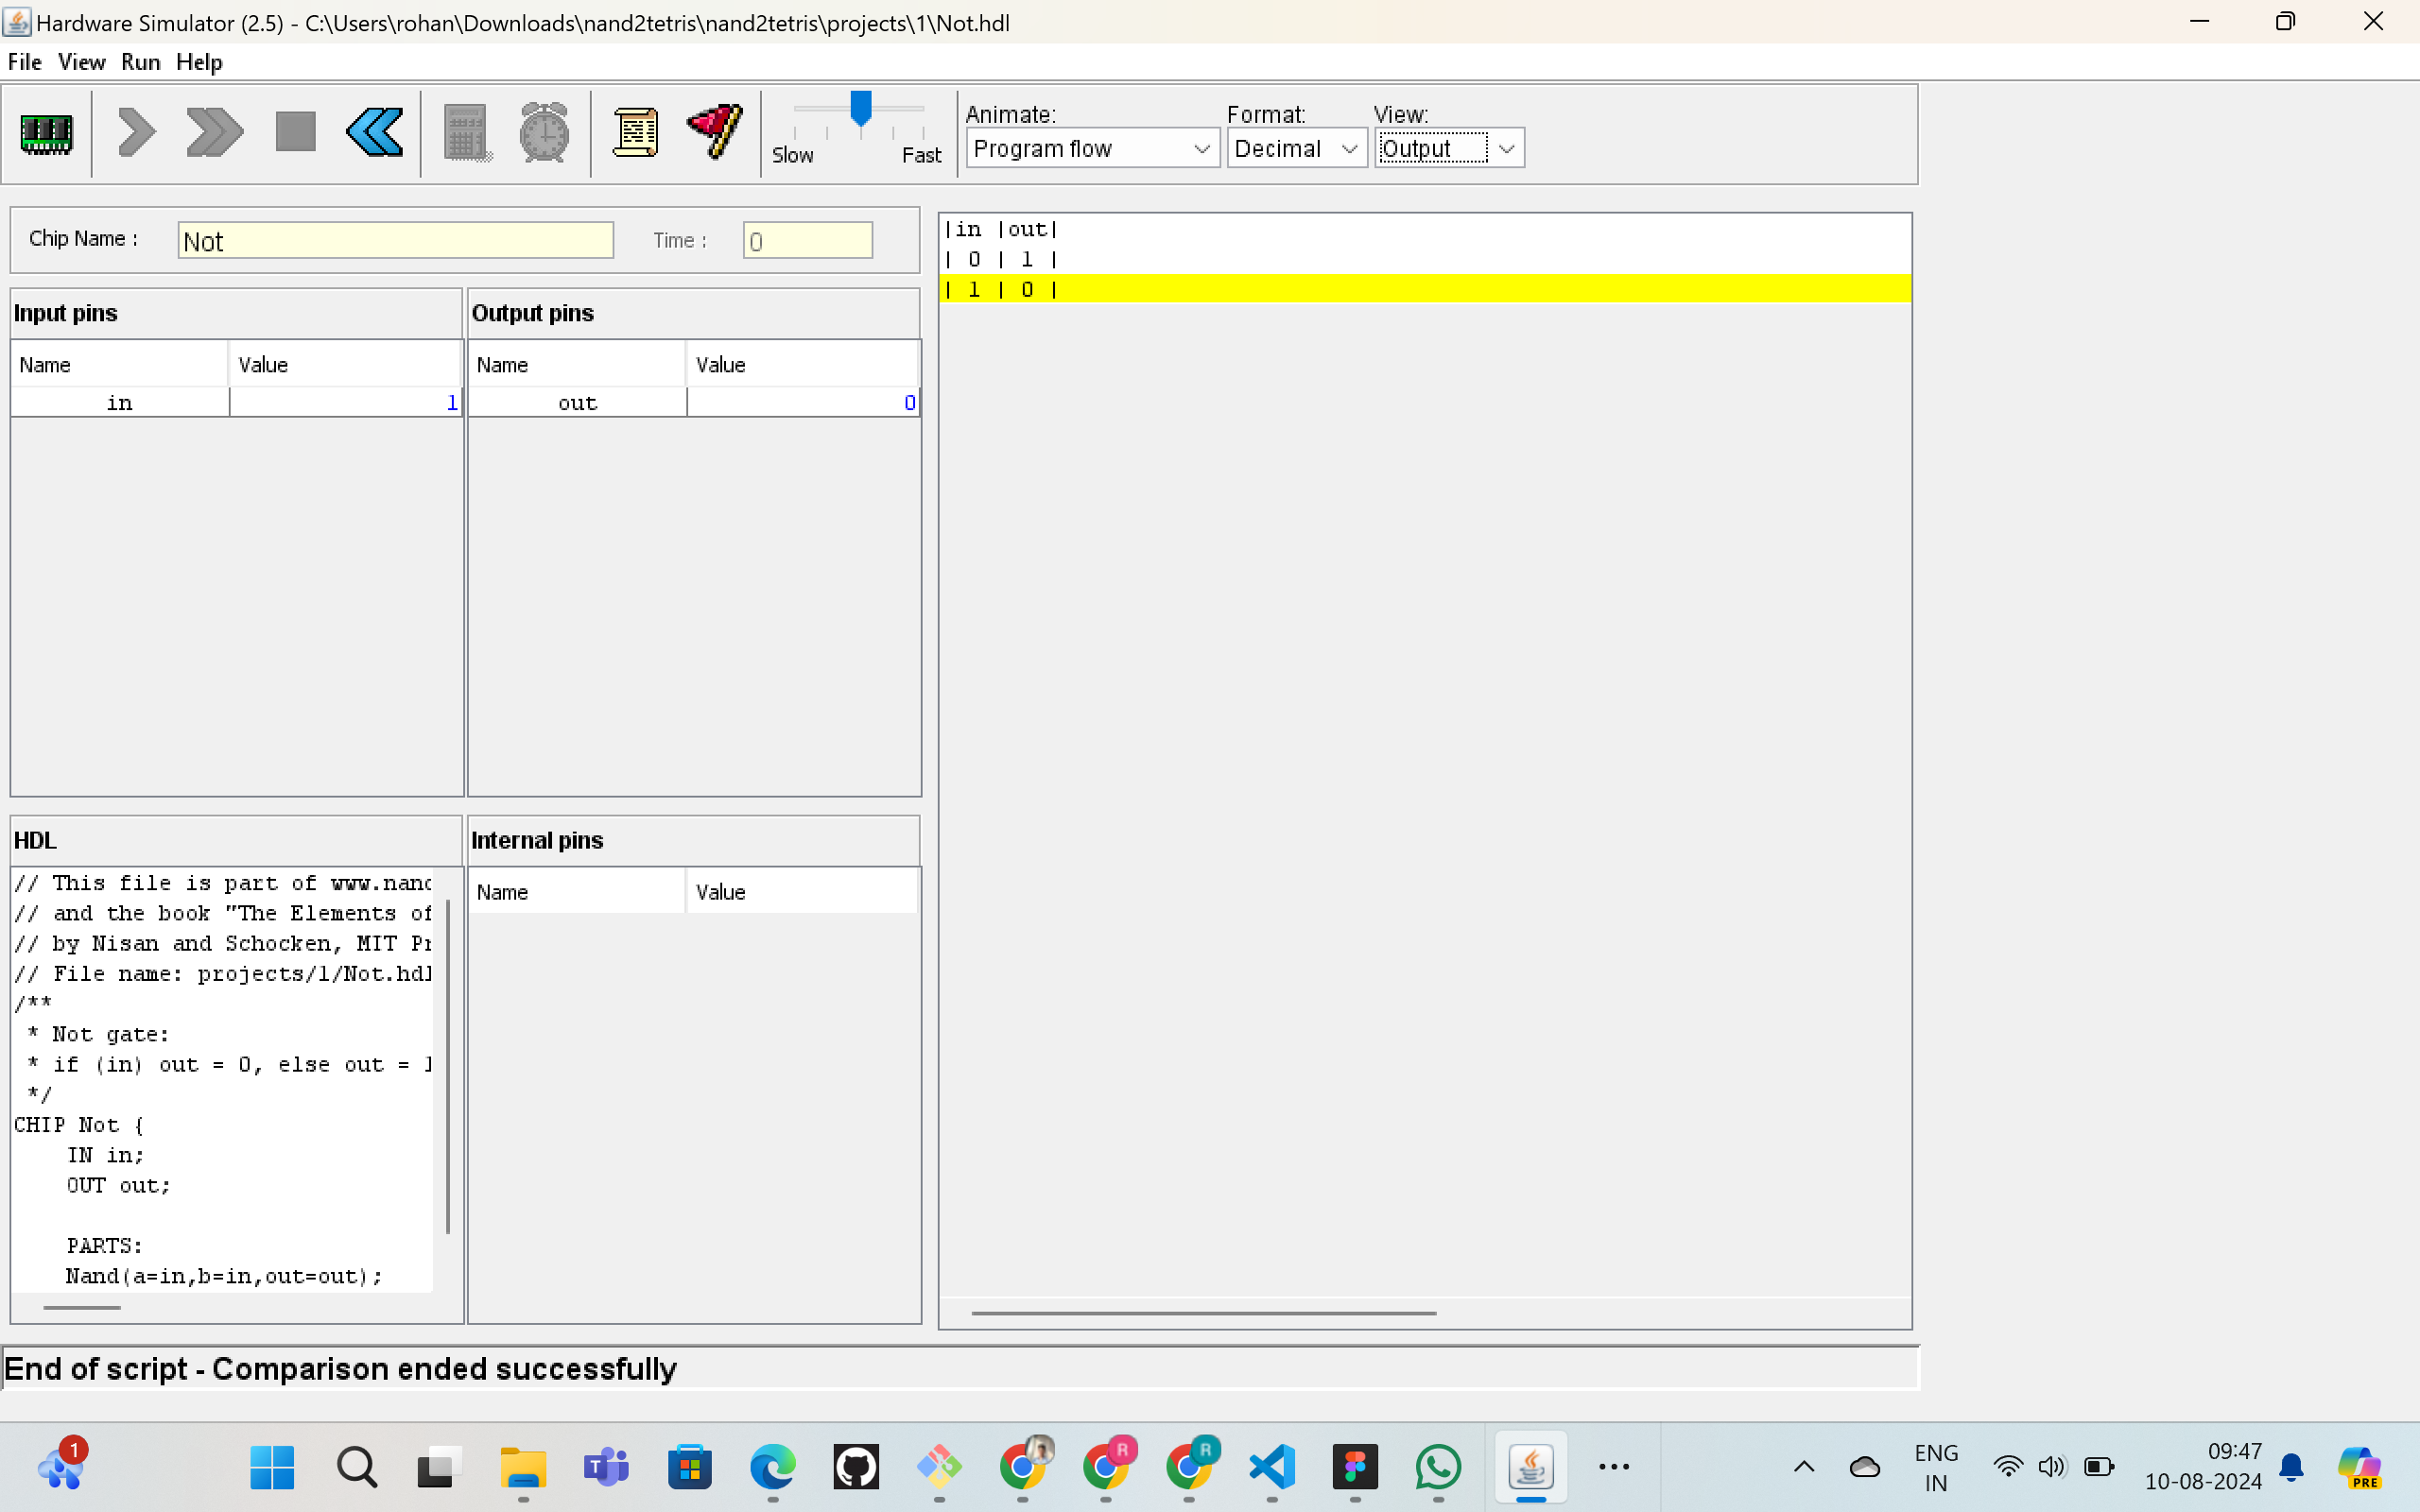 Hardware Simulator (2.5) - C:\Users\rohan\Downloads\nand2tetris\nand2tetris\projects\1\Not.hdl
File View Run Help
Animate: Format: View:
Slow Fast Program flow Decimal Output
Chip Name : Not Time : 0
|in |out|
| 0 | 1 |
| 1 | 0 |
Input pins Output pins
Name Value Name Value
in 1 out 0
HDL Internal pins
Name Value
// This file is part of www.nand
// and the book "The Elements of
// by Nisan and Schocken, MIT Pr
// File name: projects/1/Not.hdl
/**
* Not gate:
* if (in) out = 0, else out = 1
*/
CHIP Not {
IN in;
OUT out;
PARTS:
Nand(a=in,b=in,out=out);
End of script - Comparison ended successfully
1
R R
ENG
IN
09:47
10-08-2024
PRE